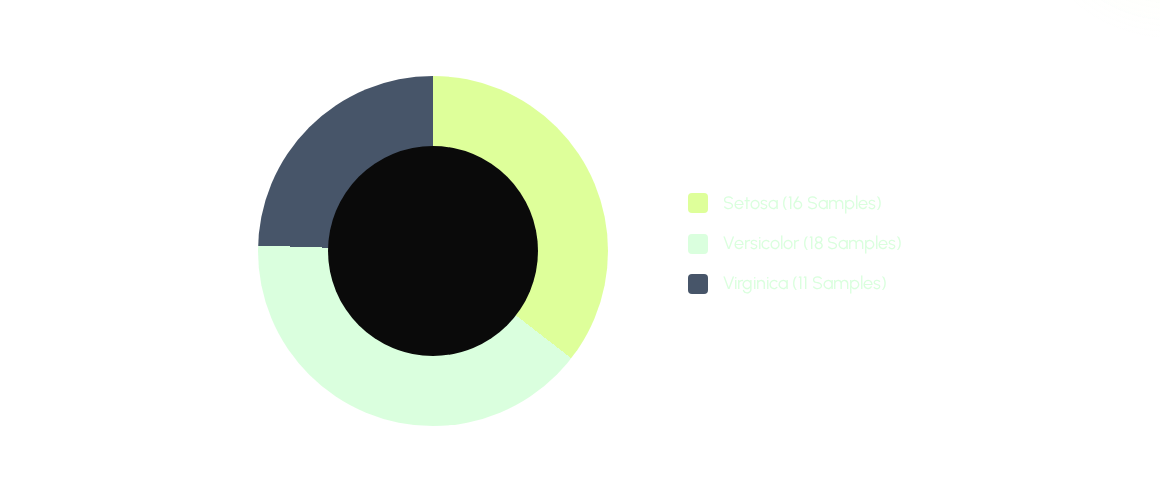 Setosa (16 Samples)
Versicolor (18 Samples)
Virginica (11 Samples)